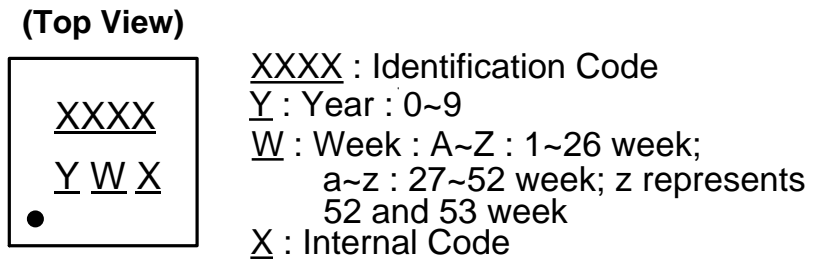 (Top View)
XXXX
Y W X
XXXX : Identification Code
Y : Year : 0~9
W : Week : A~Z : 1~26 week;
a~z : 27~52 week; z represents
52 and 53 week
X : Internal Code